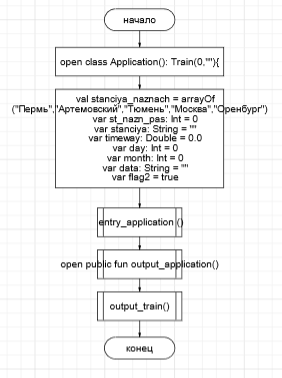 начало
open class Application(): Train(0,""){
val stanciya_naznach = arrayOf
("Пермь","Артемовский","Тюмень","Москва","Оренбург")
var st_nazn_pas: Int = 0
var stanciya: String = ""
var timeway: Double = 0.0
var day: Int = 0
var month: Int = 0
var data: String = ""
var flag2 = true
entry_application ()
open public fun output_application()
output_train()
конец